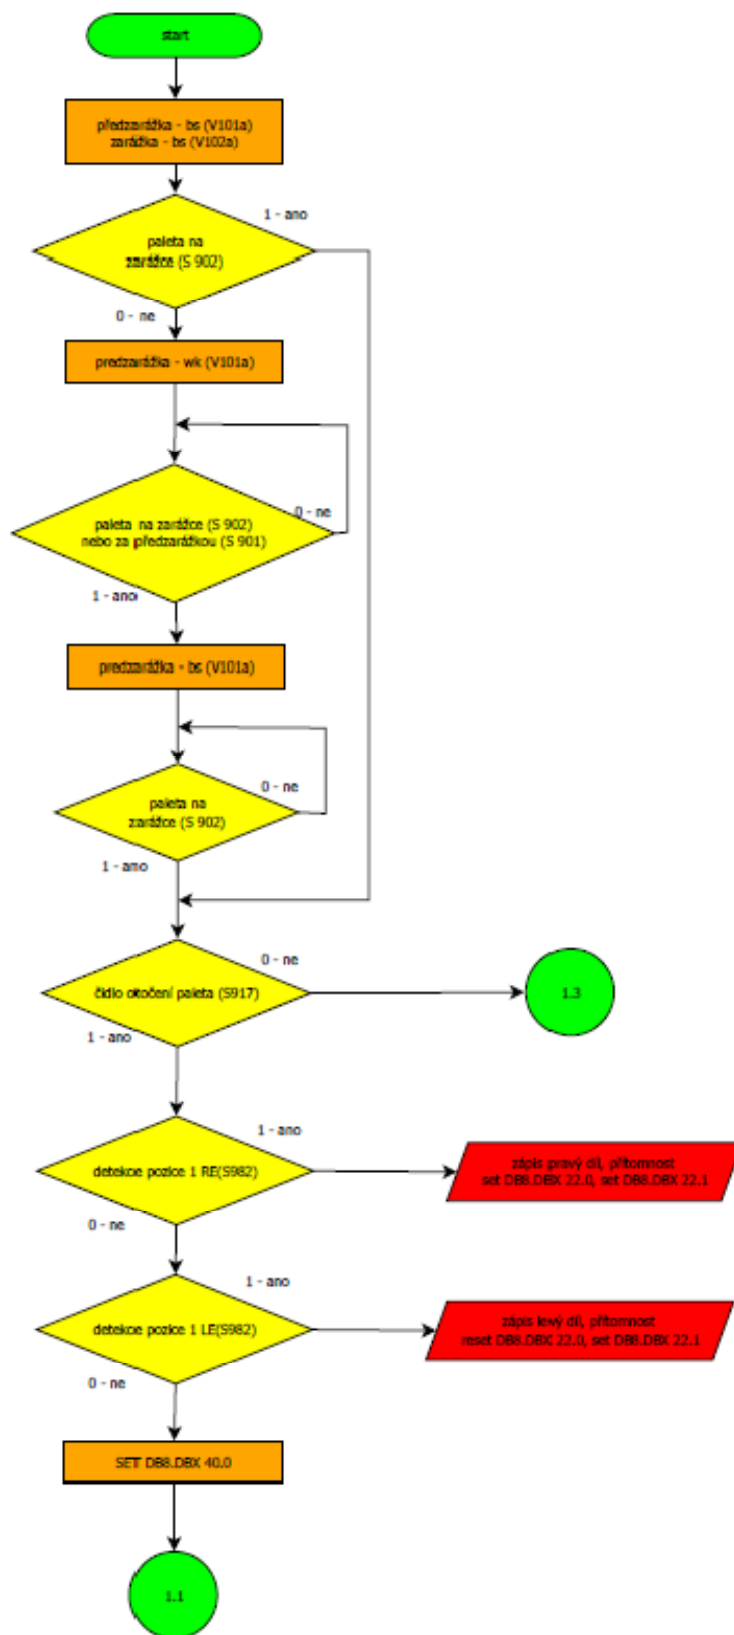 start
předzarážka - bs (V101a)
zarážka - bs (V102a)
1 - ano
paleta na
zarážce (S 902)
0 - ne
predzarážka - wk (V101a)
0 - ne
paleta na zarážce (S 902)
nebo za předzarážkou (S 901)
1 - ano
predzarážka - bs (V101a)
0 - ne
paleta na
zarážce (S 902)
1 - ano
0 - ne
čidlo otočení paleta (S917)
1.3
1 - ano
1 - ano
detekce pozice 1 RE(S982)
zápis pravý díl, přítomnost
set DB8.DBX 22.0, set DB8.DBX 22.1
0 - ne
1 - ano
detekce pozice 1 LE(S982)
zápis levý díl, přítomnost
reset DB8.DBX 22.0, set DB8.DBX 22.1
0 - ne
SET DB8.DBX 40.0
1.1